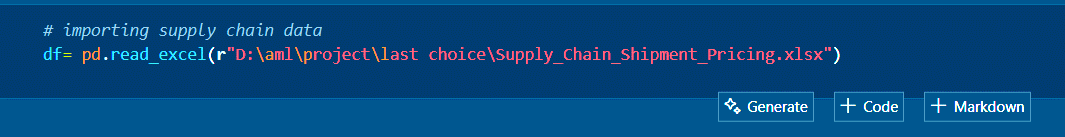 # importing supply chain data
df= pd.read_excel(r"D:\aml\project\last choice\Supply_Chain_Shipment_Pricing.xlsx")
Generate + Code + Markdown